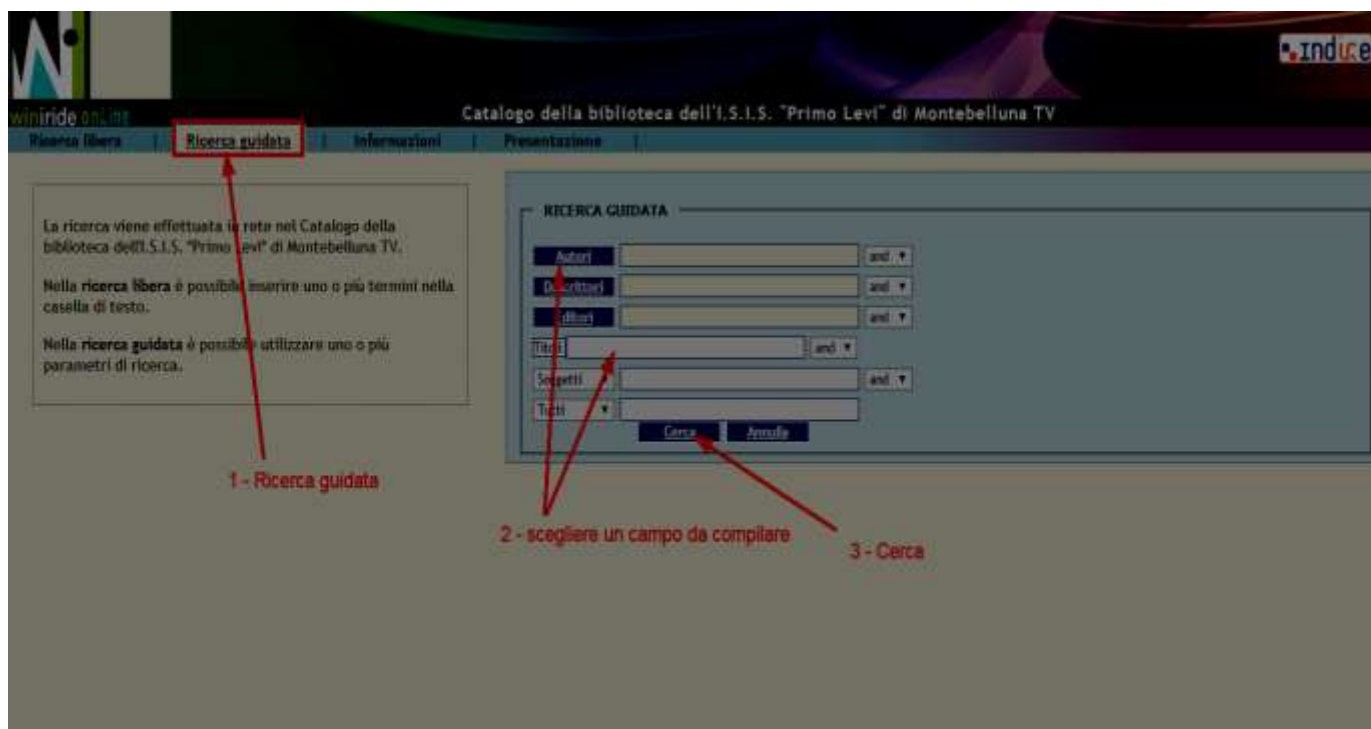 winiride onLine
indice
Catalogo della biblioteca dell'I.S.I.S. "Primo Levi" di Montebelluna TV
Ricerca libera | Ricerca guidata | Informazioni | Presentazione |
La ricerca viene effettuata in rete nel Catalogo della
biblioteca dell'I.S.I.S. "Primo Levi" di Montebelluna TV.
Nella ricerca libera è possibile inserire uno o più termini nella
casella di testo.
Nella ricerca guidata è possibile utilizzare uno o più
parametri di ricerca.
RICERCA GUIDATA
Autori and
Descrittori and
Editori and
Titoli and
Soggetti and
Tutti
Cerca Annulla
1 - Ricerca guidata
2 - scegliere un campo da compilare
3 - Cerca